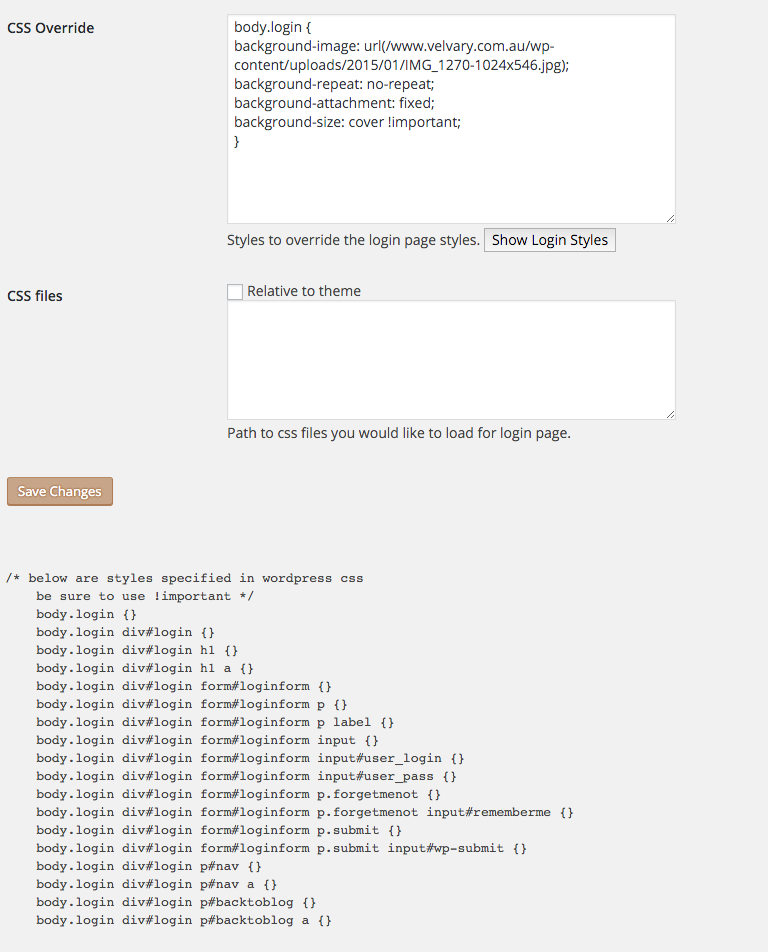 CSS Override
body.login {
background-image: url(/www.velvary.com.au/wp-
content/uploads/2015/01/IMG_1270-1024x546.jpg);
background-repeat: no-repeat;
background-attachment: fixed;
background-size: cover !important;
}
Styles to override the login page styles. Show Login Styles
CSS files
Relative to theme
Path to css files you would like to load for login page.
Save Changes
/* below are styles specified in wordpress css
be sure to use !important */
body.login {}
body.login div#login {}
body.login div#login h1 {}
body.login div#login h1 a {}
body.login div#login form#loginform {}
body.login div#login form#loginform p {}
body.login div#login form#loginform p label {}
body.login div#login form#loginform input {}
body.login div#login form#loginform input#user_login {}
body.login div#login form#loginform input#user_pass {}
body.login div#login form#loginform p.forgetmenot {}
body.login div#login form#loginform p.forgetmenot input#rememberme {}
body.login div#login form#loginform p.submit {}
body.login div#login form#loginform p.submit input#wp-submit {}
body.login div#login p#nav {}
body.login div#login p#nav a {}
body.login div#login p#backtoblog {}
body.login div#login p#backtoblog a {}